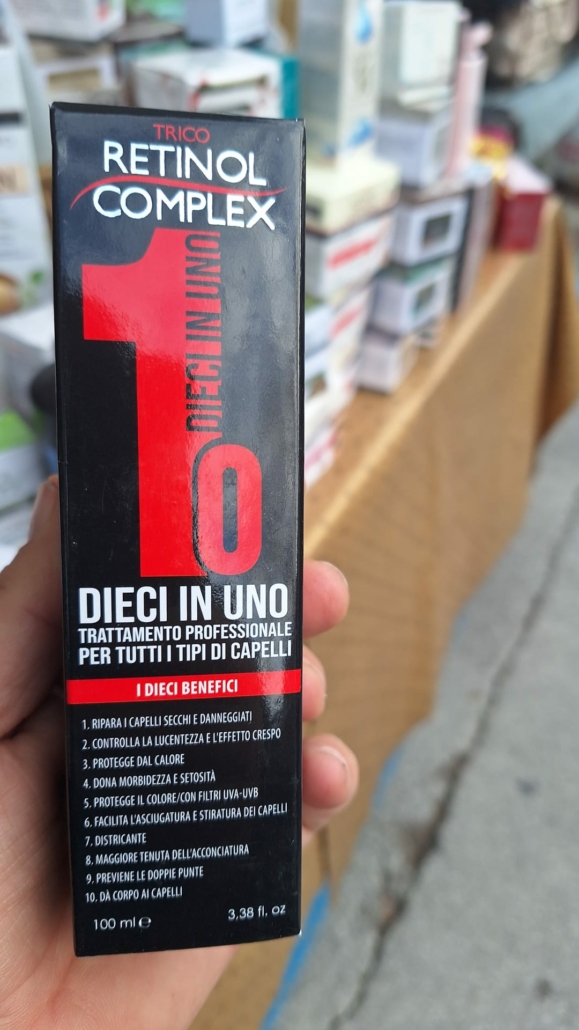 TRICO
RETINOL
COMPLEX
10
DIECI IN UNO
DIECI IN UNO
TRATTAMENTO PROFESSIONALE
PER TUTTI I TIPI DI CAPELLI
I DIECI BENEFICI
1. RIPARA I CAPELLI SECCHI E DANNEGGIATI
2. CONTROLLA LA LUCENTEZZA E L'EFFETTO CRESPO
3. PROTEGGE DAL CALORE
4. DONA MORBIDEZZA E SETOSITÀ
5. PROTEGGE IL COLORE/CON FILTRI UVA-UVB
6. FACILITA L'ASCIUGATURA E STIRATURA DEI CAPELLI
7. DISTRICANTE
8. MAGGIORE TENUTA DELL'ACCONCIATURA
9. PREVIENE LE DOPPIE PUNTE
10. DÀ CORPO AI CAPELLI
100 ml ℮ 3,38 fl. oz